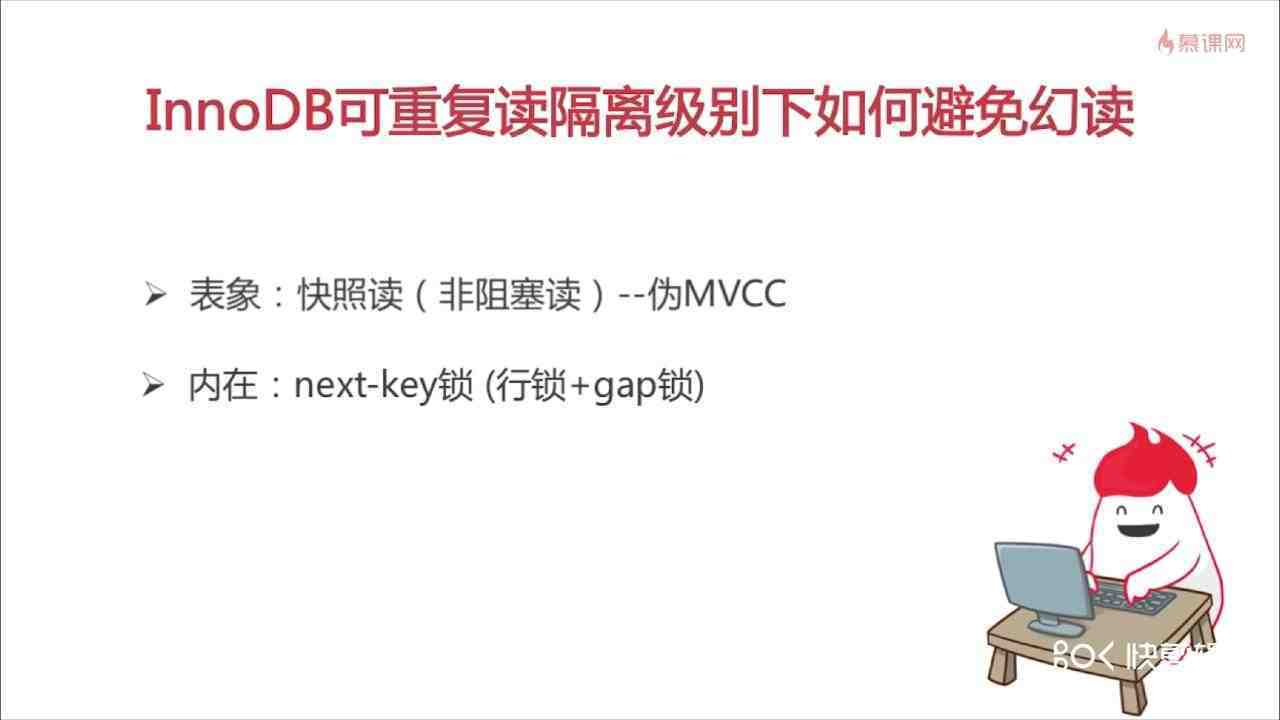 慕课网
InnoDB可重复读隔离级别下如何避免幻读
➢ 表象：快照读（非阻塞读）--伪MVCC
➢ 内在：next-key锁 (行锁+gap锁)